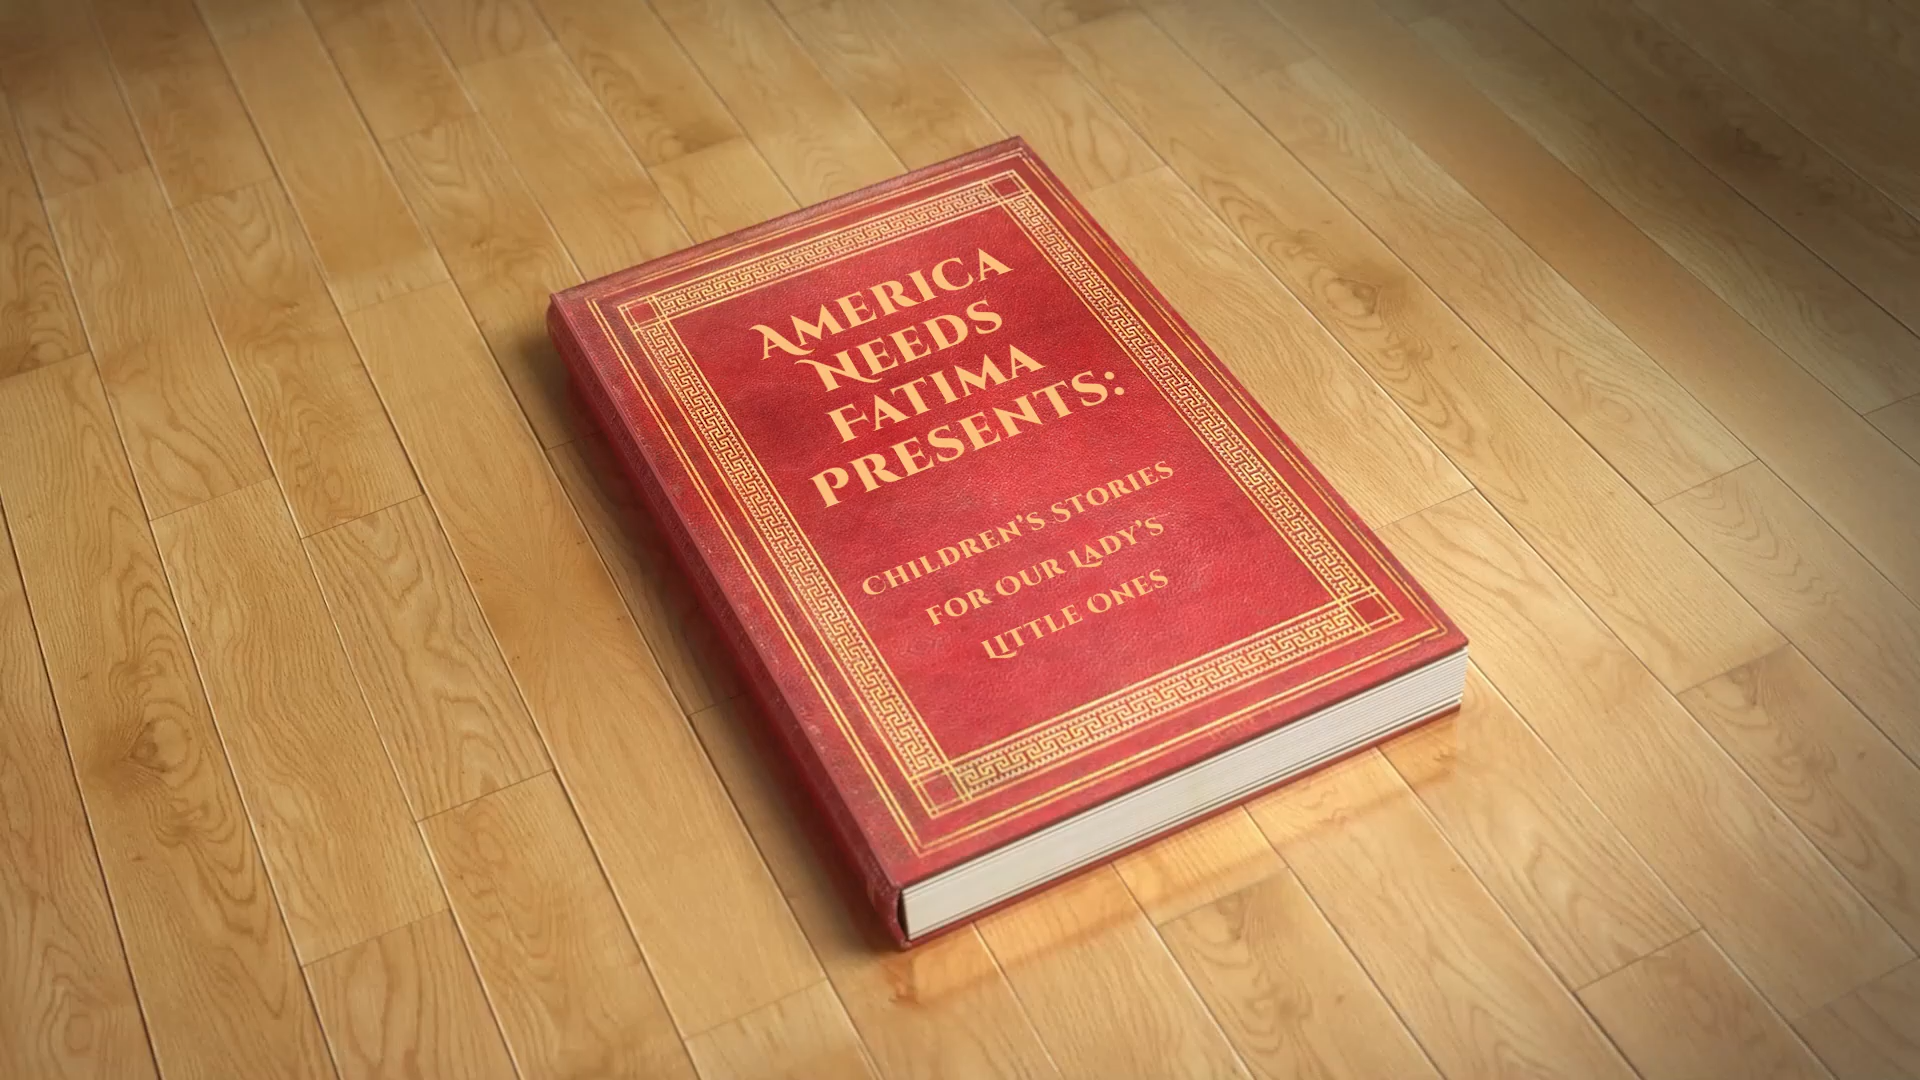 America
Needs
Fatima
presents:
Children's Stories
for Our Lady's
Little Ones